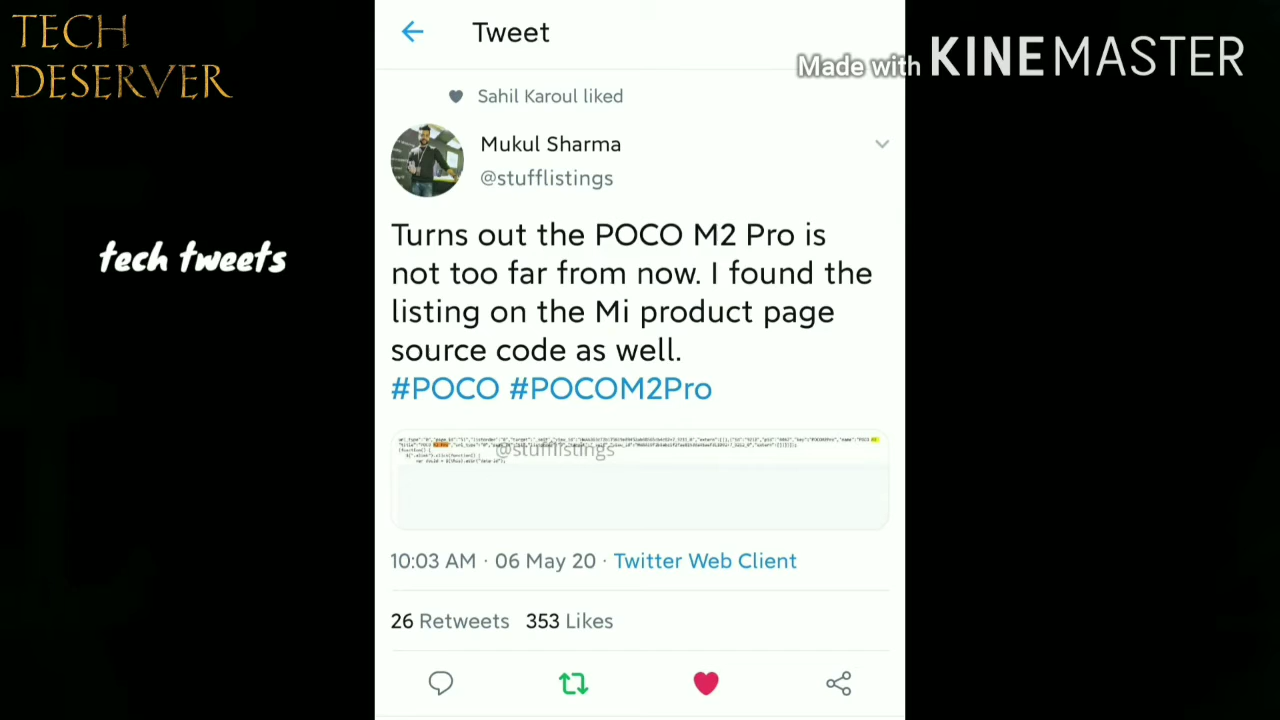 TECH
DESERVER
Tweet
Made with KINEMASTER
Sahil Karoul liked
Mukul Sharma
@stufflistings
tech tweets
Turns out the POCO M2 Pro is
not too far from now. I found the
listing on the Mi product page
source code as well.
#POCO #POCOM2Pro
@stufflistings
10:03 AM · 06 May 20 · Twitter Web Client
26 Retweets 353 Likes